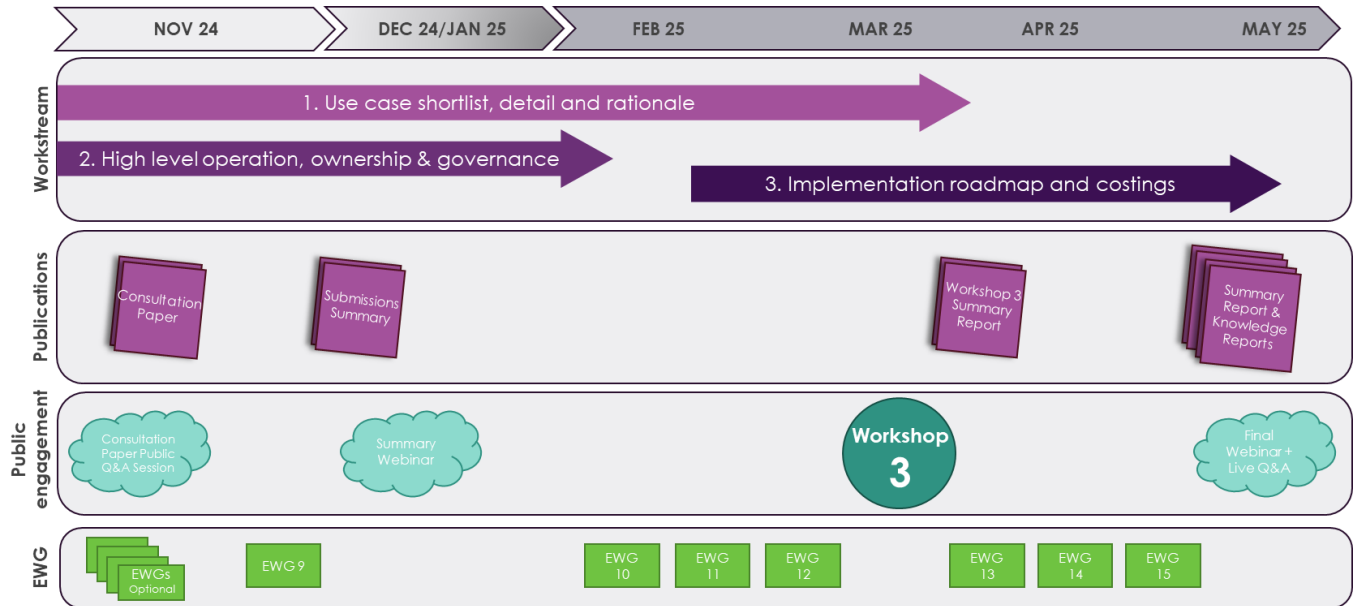 NOV 24
DEC 24/JAN 25
FEB 25
MAR 25
APR 25
MAY 25
Workstream
1. Use case shortlist, detail and rationale
2. High level operation, ownership & governance
3. Implementation roadmap and costings
Publications
Consultation
Paper
Submissions
Summary
Workshop 3
Summary
Report
Summary
Report &
Knowledge
Reports
Public
engagement
Consultation
Paper Public
Q&A Session
Summary
Webinar
Workshop
3
Final
Webinar +
Live Q&A
EWG
EWGs
Optional
EWG 9
EWG
10
EWG
11
EWG
12
EWG
13
EWG
14
EWG
15